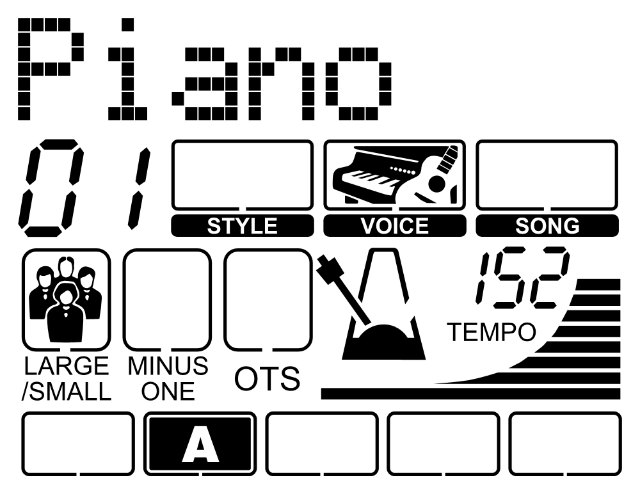 Piano
01
STYLE VOICE SONG
152
TEMPO
LARGE
/SMALL
MINUS
ONE
OTS
A